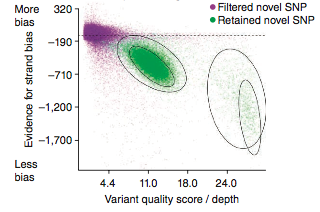 More
bias
320
Filtered novel SNP
Retained novel SNP
−190
−710
−1,200
−1,700
Evidence for strand bias
Less
bias
4.4 11.0 18.0 24.0
Variant quality score / depth